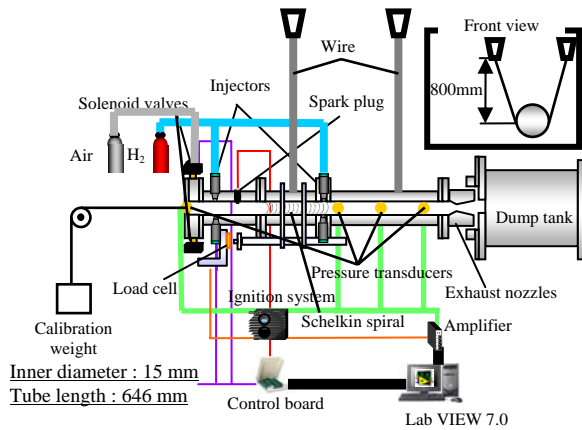 Front view
Wire
800mm
Solenoid valves
Injectors
Spark plug
Air
H₂
Dump tank
Load cell
Pressure transducers
Exhaust nozzles
Ignition system
Schelkin spiral
Amplifier
Calibration
weight
Inner diameter : 15 mm
Tube length : 646 mm
Control board
Lab VIEW 7.0